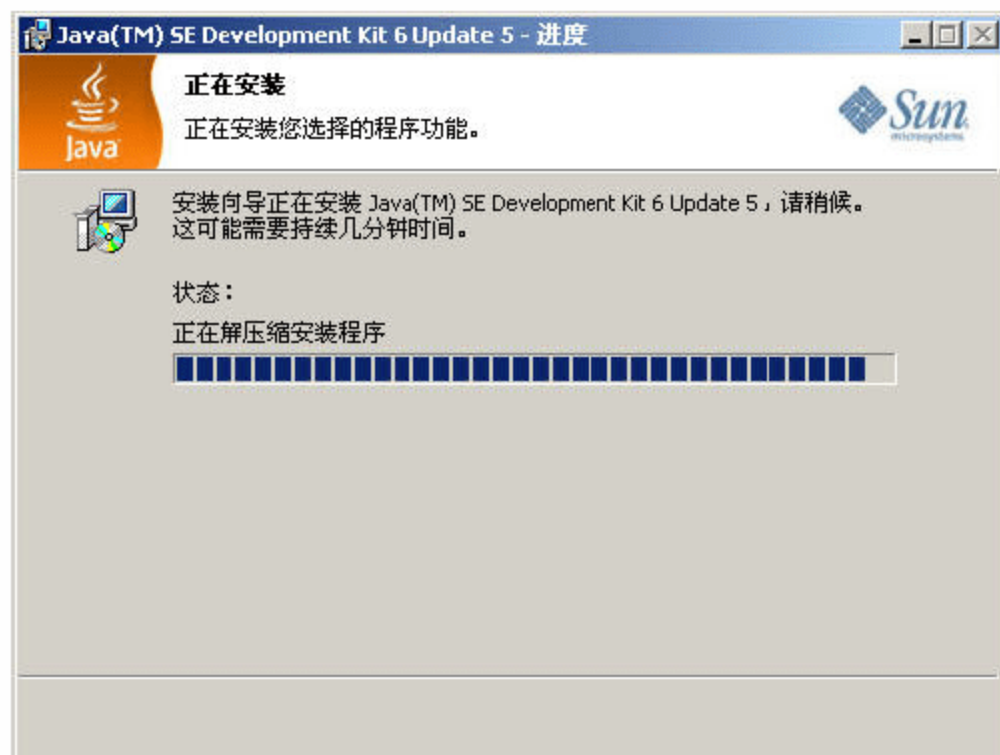 Java(TM) SE Development Kit 6 Update 5 - 进度
正在安装
正在安装您选择的程序功能。
Java
Sun
microsystems
安装向导正在安装 Java(TM) SE Development Kit 6 Update 5，请稍候。
这可能需要持续几分钟时间。
状态：
正在解压缩安装程序